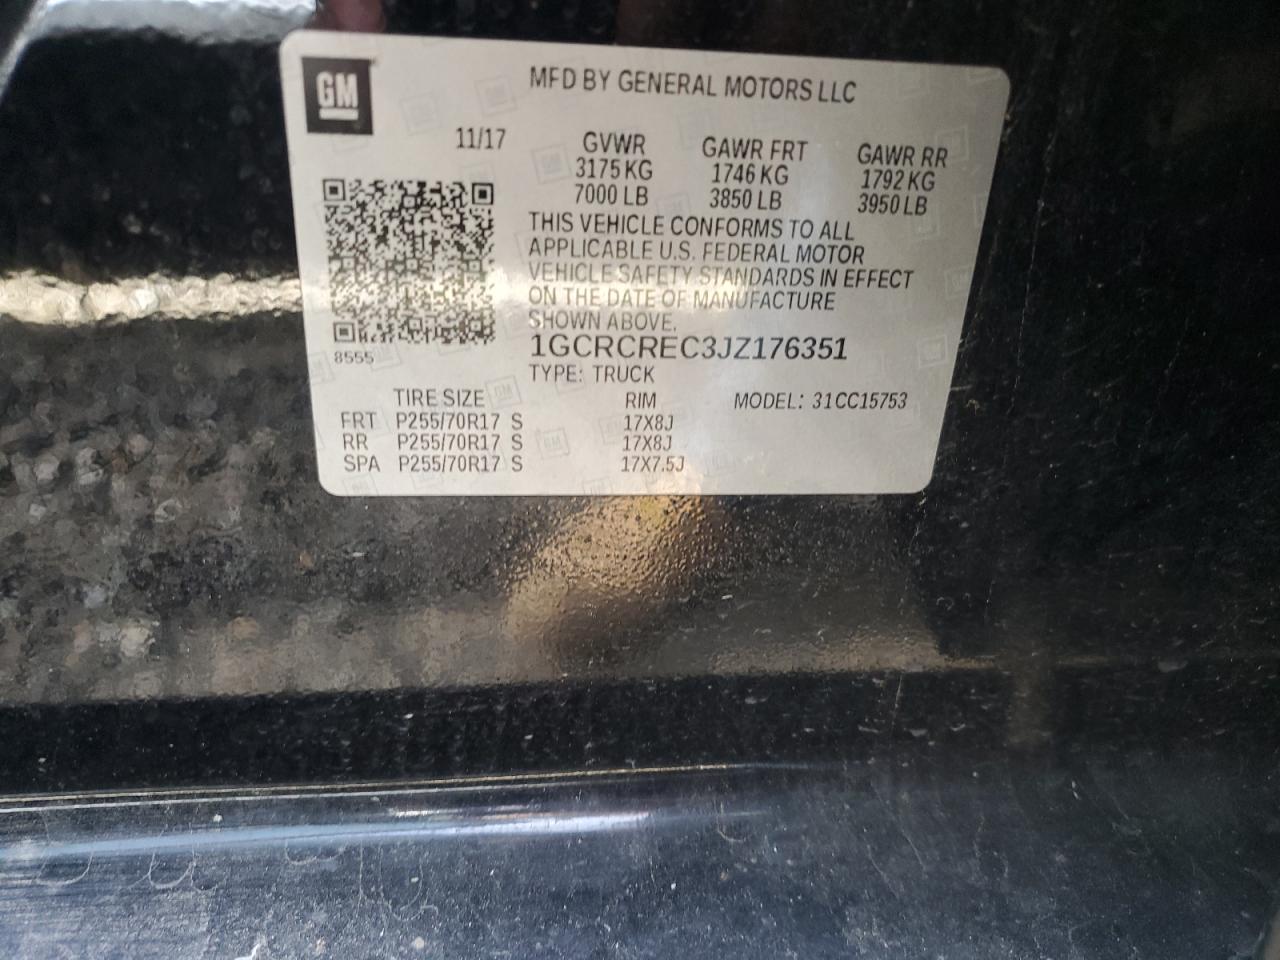 GM
MFD BY GENERAL MOTORS LLC
11/17
GVWR GAWR FRT GAWR RR
3175 KG 1746 KG 1792 KG
7000 LB 3850 LB 3950 LB
THIS VEHICLE CONFORMS TO ALL
APPLICABLE U.S. FEDERAL MOTOR
VEHICLE SAFETY STANDARDS IN EFFECT
ON THE DATE OF MANUFACTURE
SHOWN ABOVE.
1GCRCREC3JZ176351
8555
TYPE: TRUCK
TIRE SIZE RIM MODEL: 31CC15753
FRT P255/70R17 S 17X8J
RR P255/70R17 S 17X8J
SPA P255/70R17 S 17X7.5J